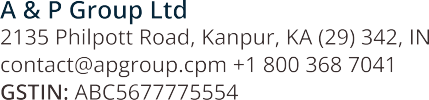 A & P Group Ltd
2135 Philpott Road, Kanpur, KA (29) 342, IN
contact@apgroup.cpm +1 800 368 7041
GSTIN: ABC5677775554